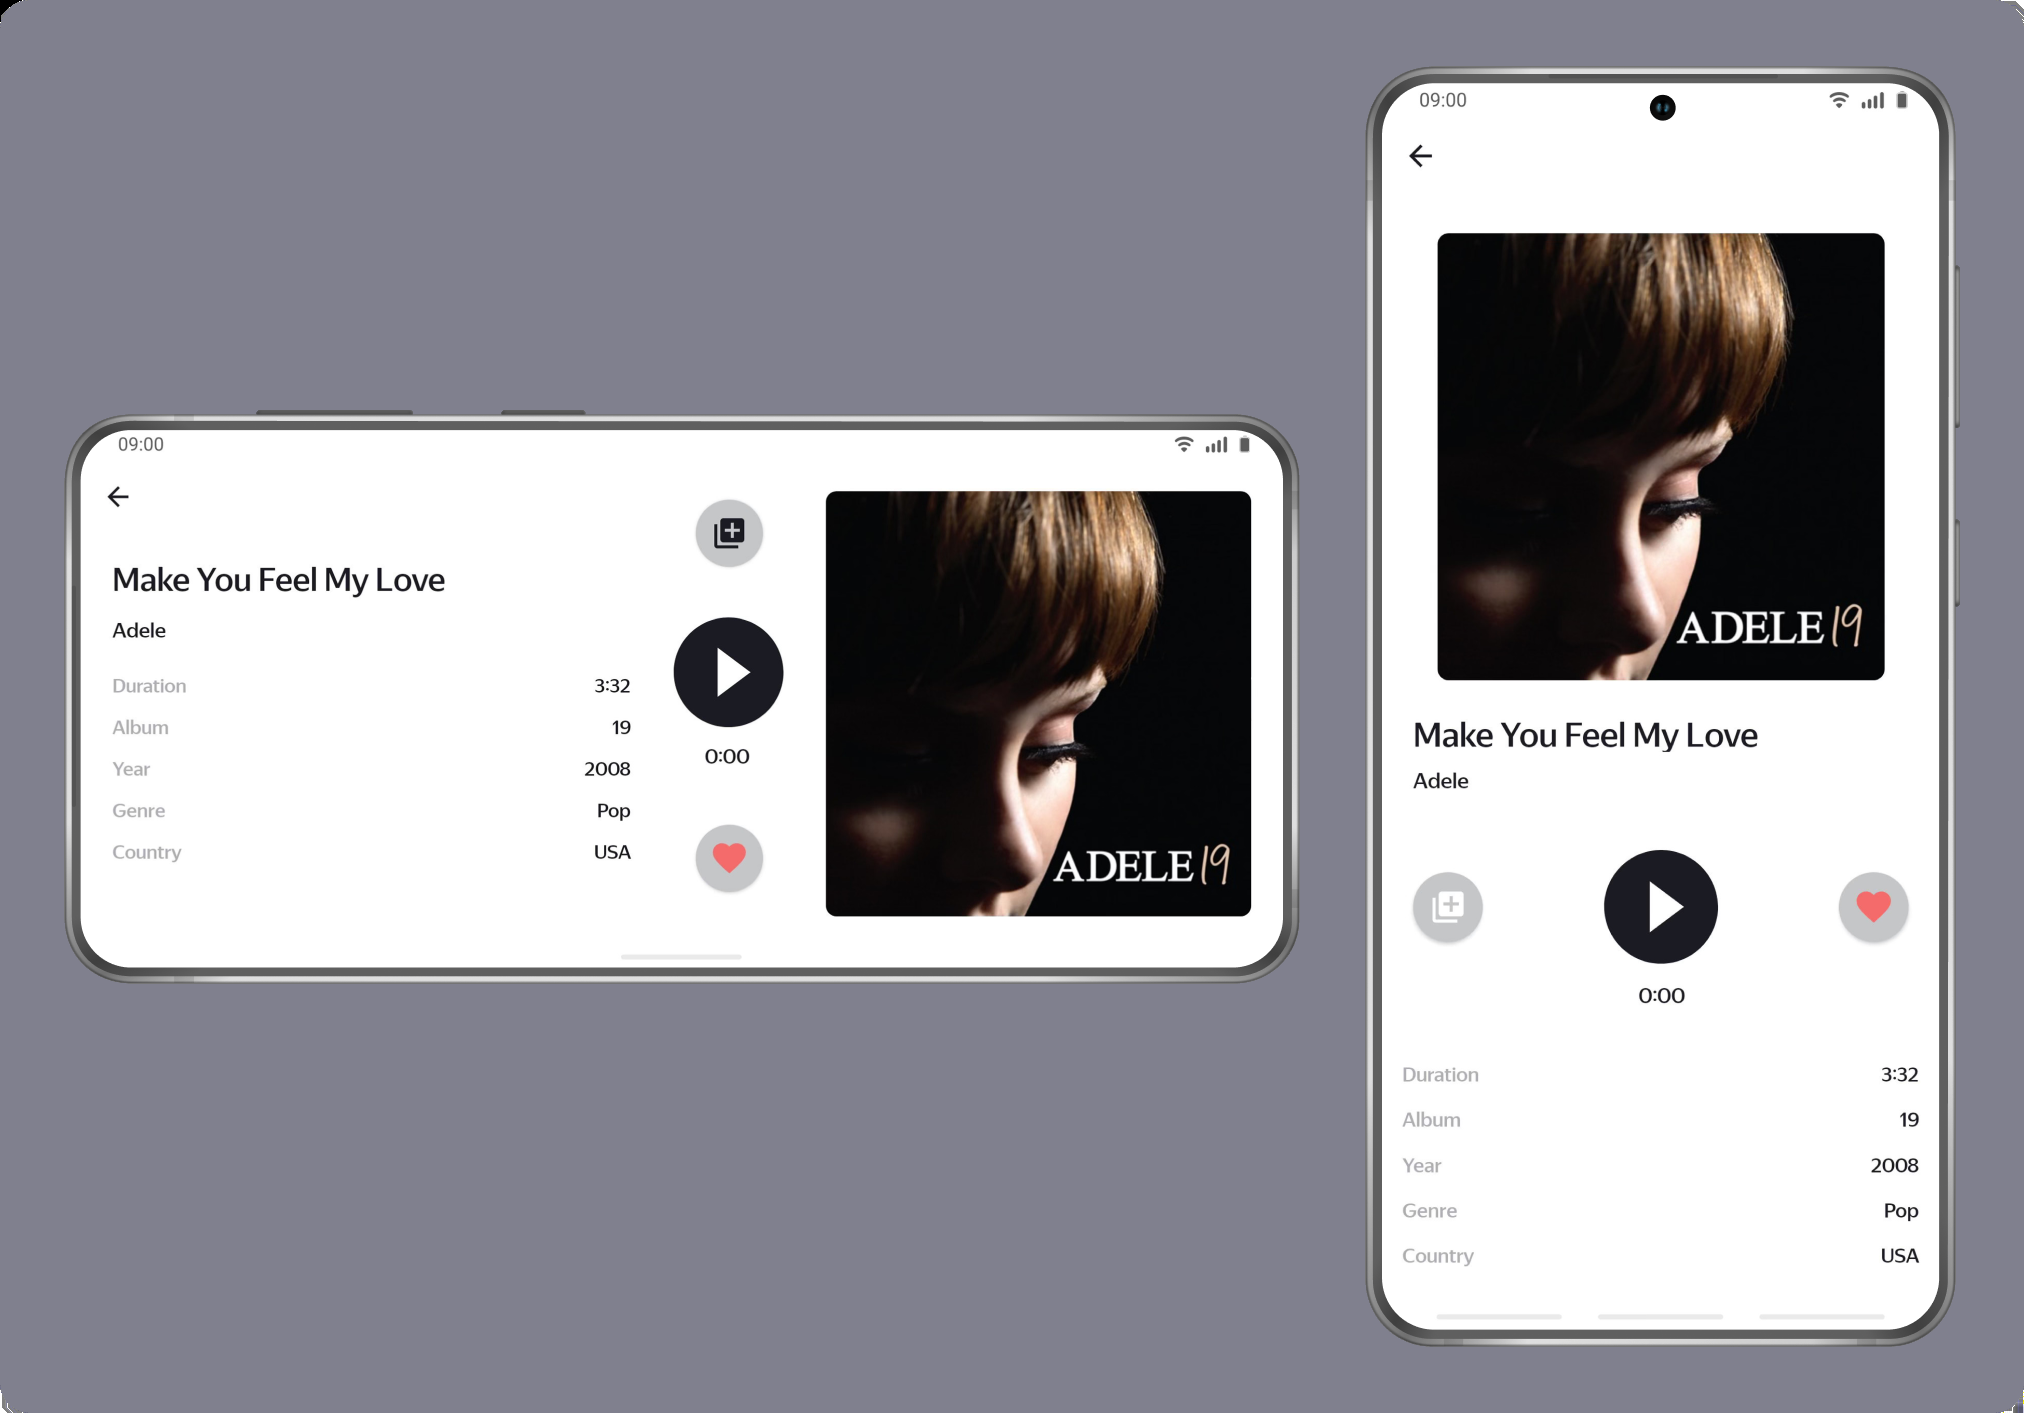 09:00
Make You Feel My Love
Adele
Duration 3:32
Album 19
Year 2008
Genre Pop
Country USA
0:00
ADELE 19
09:00
ADELE 19
Make You Feel My Love
Adele
0:00
Duration 3:32
Album 19
Year 2008
Genre Pop
Country USA